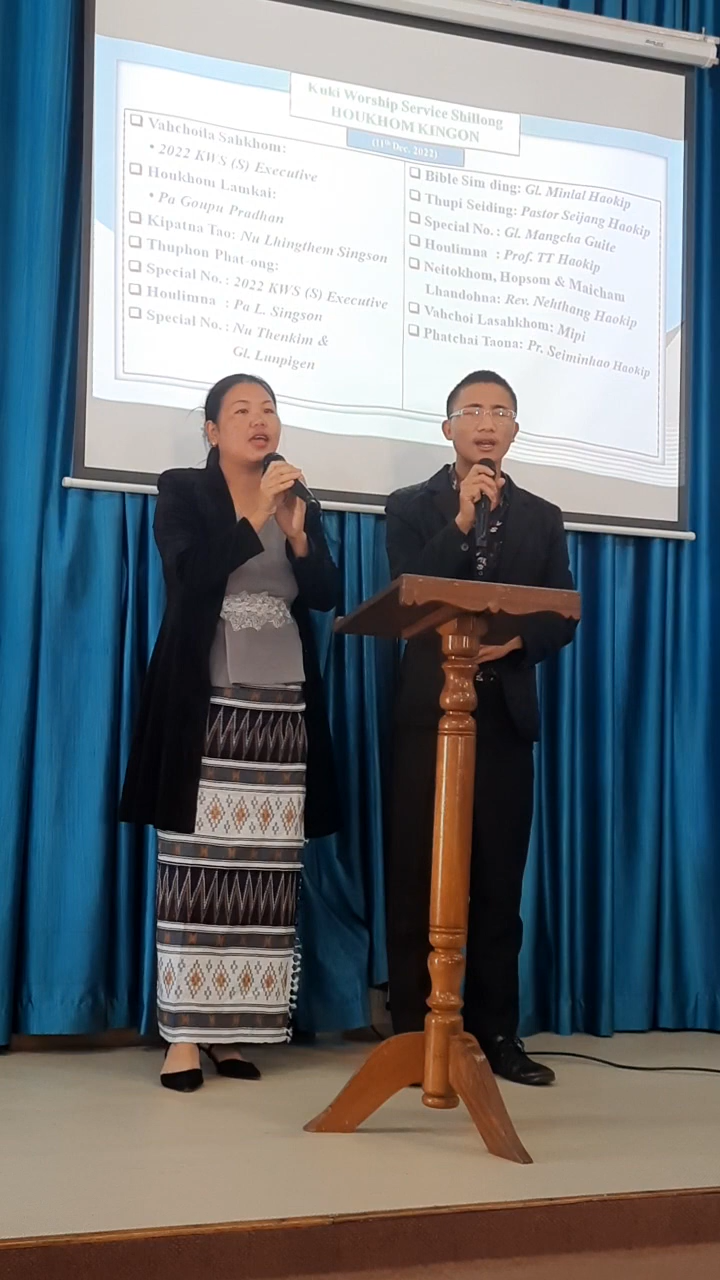 Kuki Worship Service Shillong
HOUKHOM KINGON
(11th Dec. 2022)
❑ Vahchoila Sahkhom:
• 2022 KWS (S) Executive
❑ Houkhom Lamkai:
• Pa Goupu Pradhan
❑ Kipatna Tao: Nu Lhingthem Singson
❑ Thuphon Phat-ong:
❑ Special No. : 2022 KWS (S) Executive
❑ Houlimna : Pa L. Singson
❑ Special No. : Nu Thenkim &
Gl. Lunpigen
❑ Bible Sim ding: Gl. Minlal Haokip
❑ Thupi Seiding: Pastor Seijang Haokip
❑ Special No. : Gl. Mangcha Guite
❑ Houlimna : Prof. TT Haokip
❑ Neitokhom, Hopsom & Maicham
Lhandohna: Rev. Nehthang Haokip
❑ Vahchoi Lasahkhom: Mipi
❑ Phatchai Taona: Pr. Seiminhao Haokip